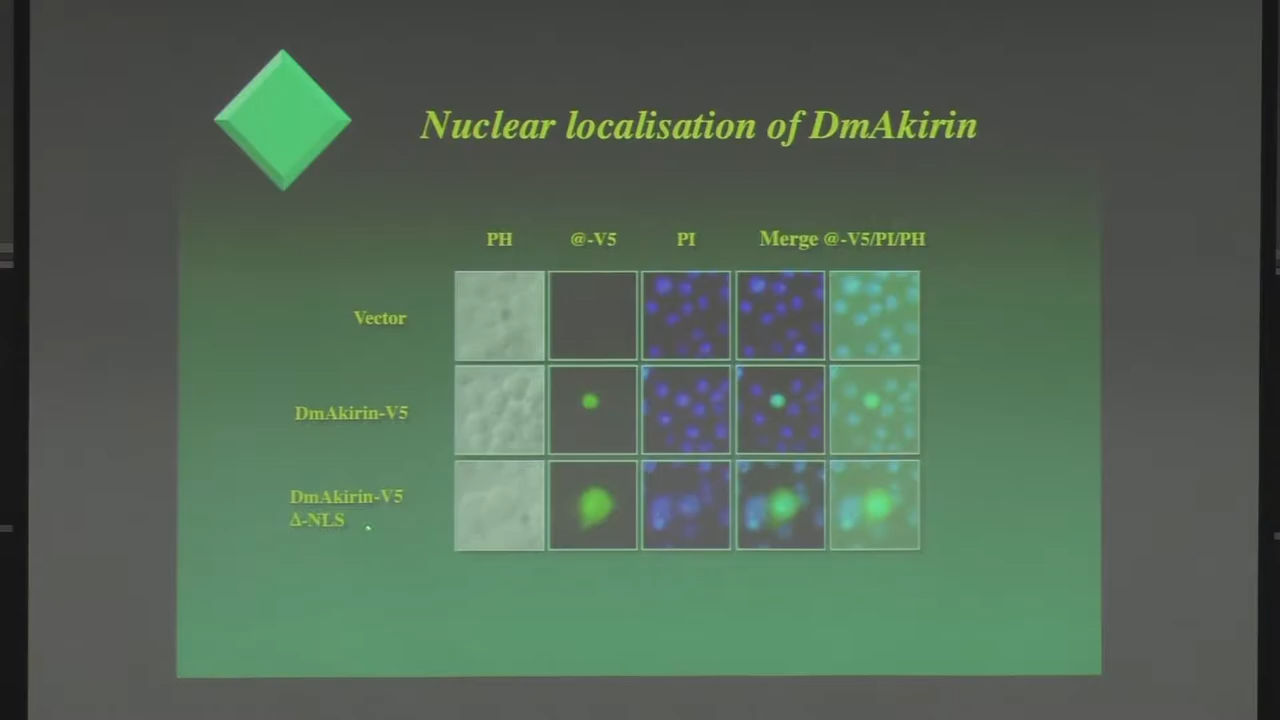 Nuclear localisation of DmAkirin
PH @-V5 PI Merge @-V5/PI/PH
Vector
DmAkirin-V5
DmAkirin-V5
Δ-NLS